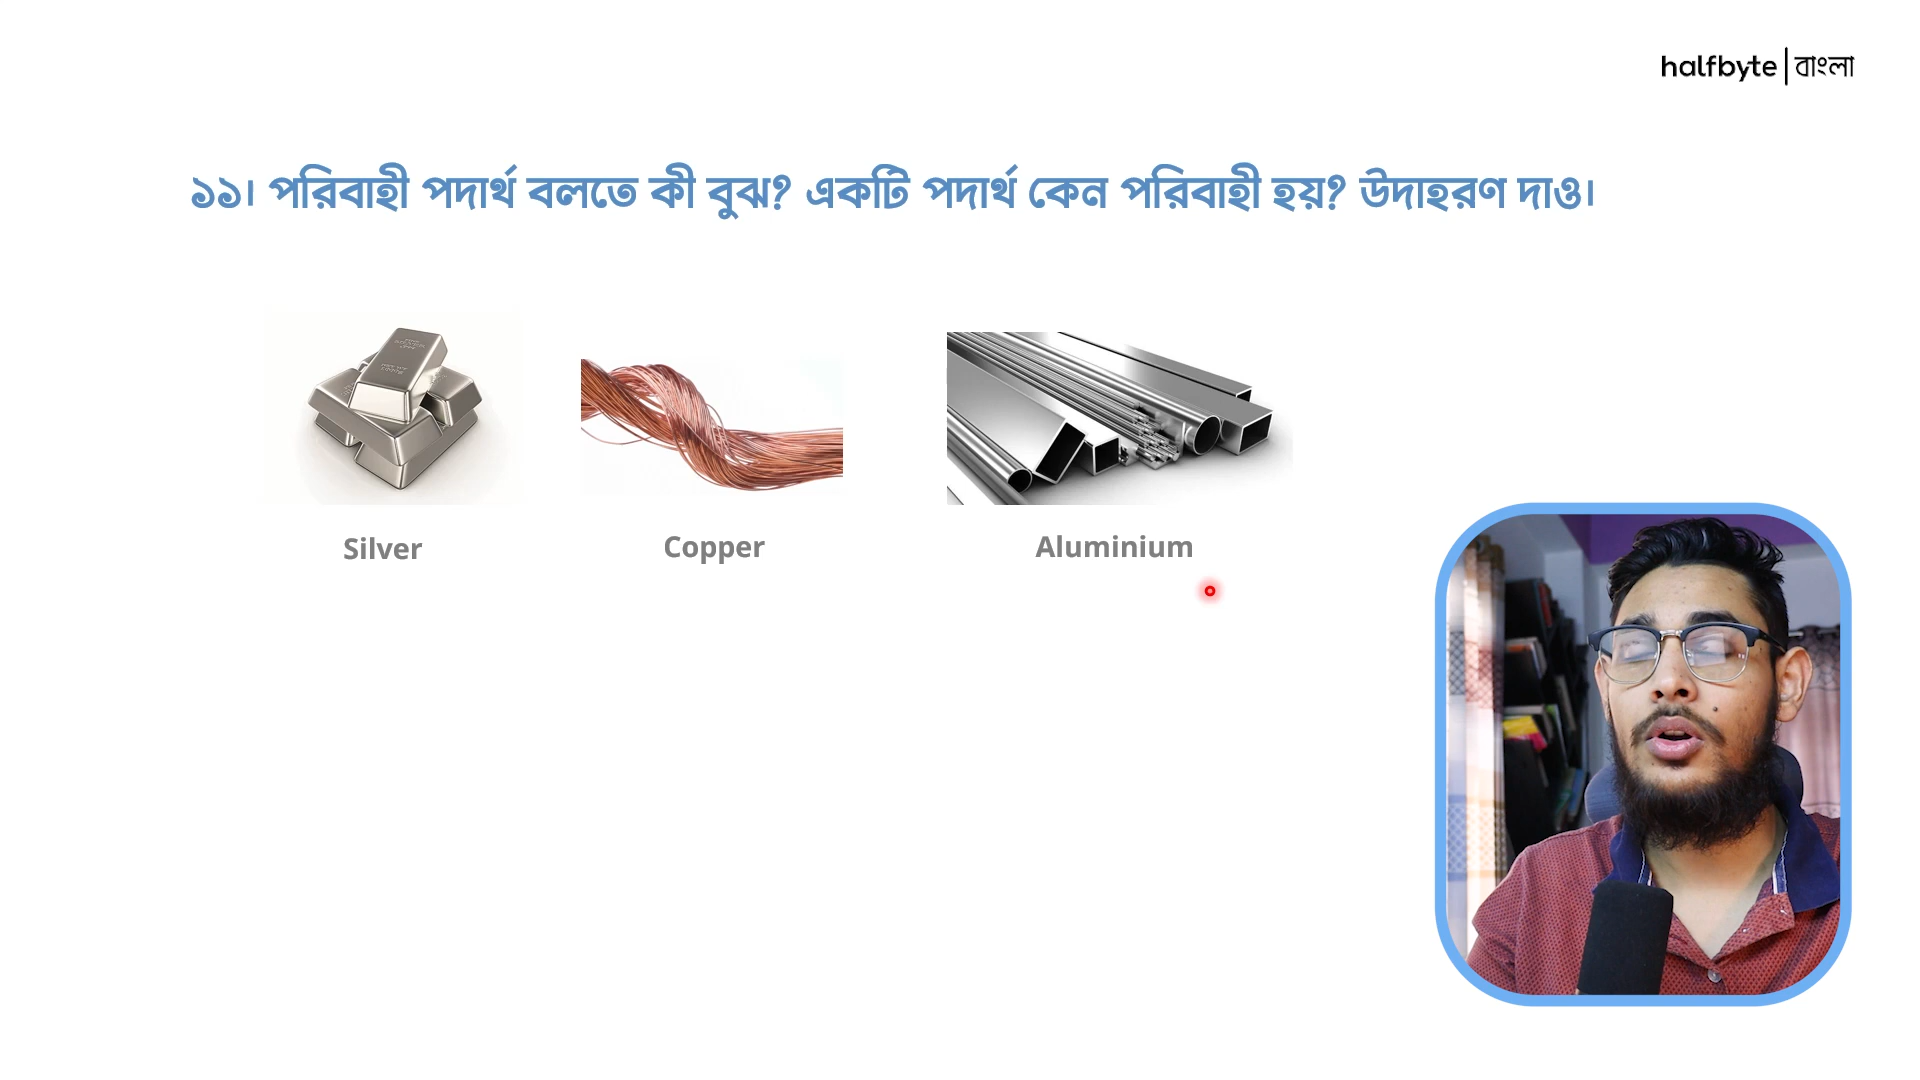 halfbyte|বাংলা
১১। পরিবাহী পদার্থ বলতে কী বুঝ? একটি পদার্থ কেন পরিবাহী হয়? উদাহরণ দাও।
Silver
Copper
Aluminium